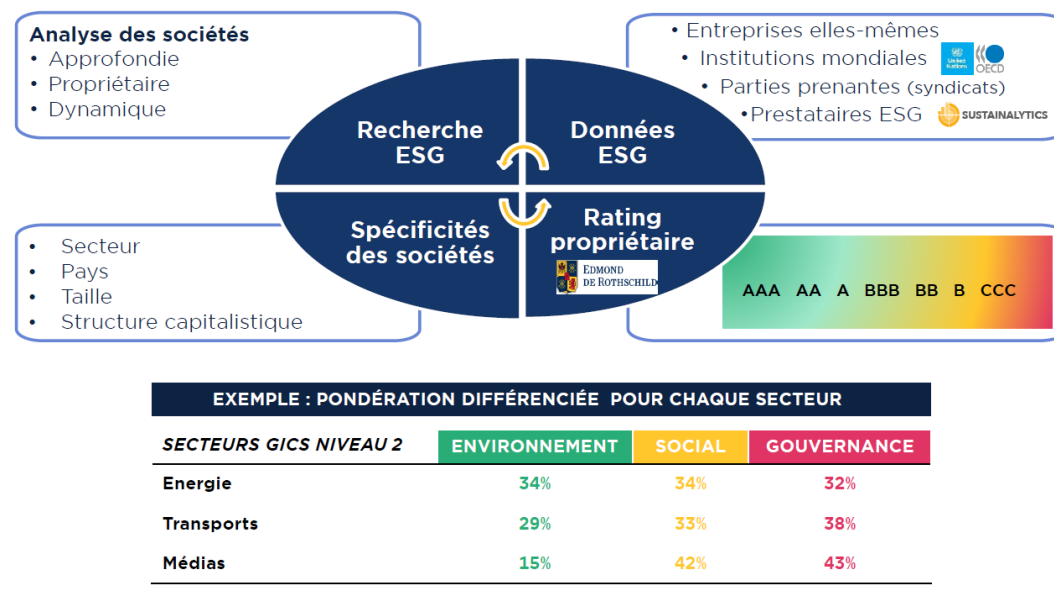 Analyse des sociétés
• Approfondie
• Propriétaire
• Dynamique
• Entreprises elles-mêmes
• Institutions mondiales
United Nations
OECD
• Parties prenantes (syndicats)
•Prestataires ESG
SUSTAINALYTICS
Recherche
ESG
Données
ESG
Spécificités
des sociétés
Rating
propriétaire
EDMOND
DE ROTHSCHILD
• Secteur
• Pays
• Taille
• Structure capitalistique
AAA AA A BBB BB B CCC
EXEMPLE : PONDÉRATION DIFFÉRENCIÉE POUR CHAQUE SECTEUR
SECTEURS GICS NIVEAU 2 ENVIRONNEMENT SOCIAL GOUVERNANCE
Energie 34% 34% 32%
Transports 29% 33% 38%
Médias 15% 42% 43%